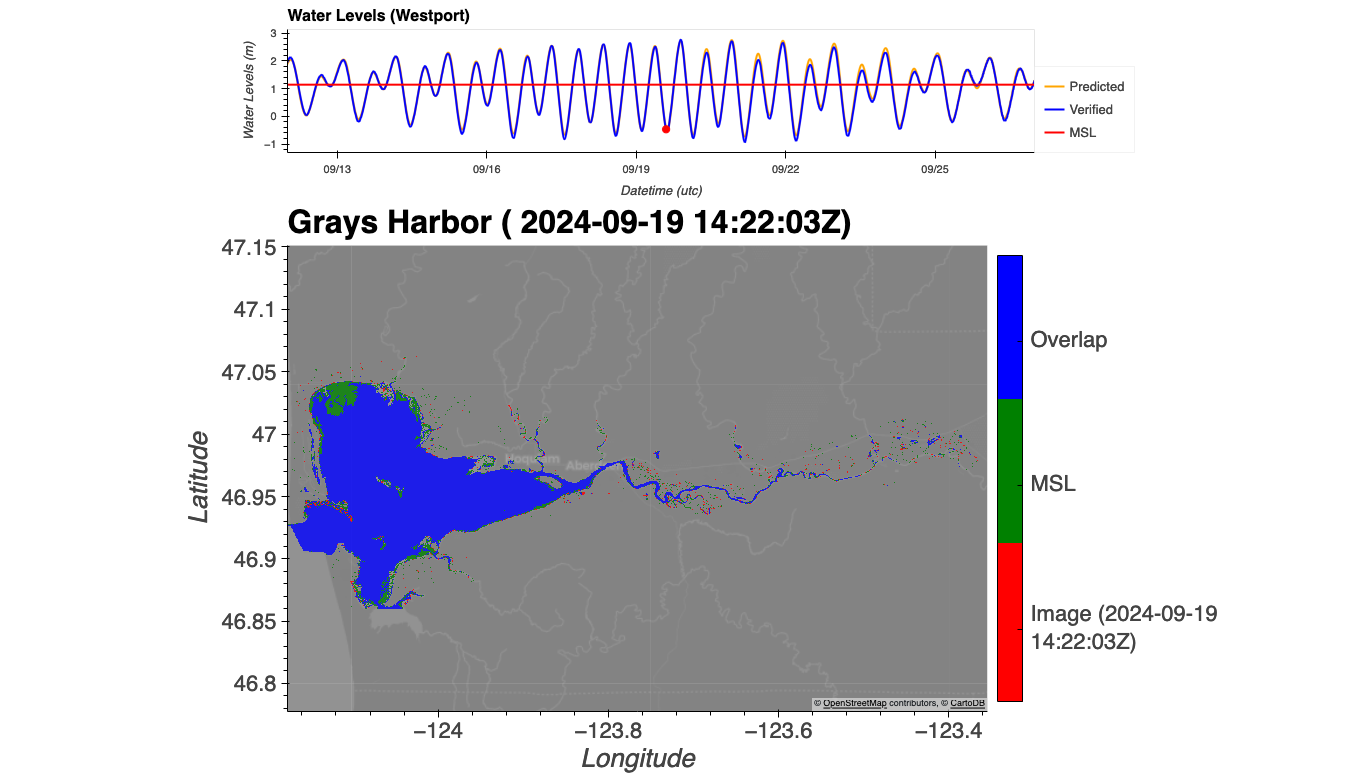 Water Levels (Westport)
3
2
1
0
−1
Water Levels (m)
09/13
09/16
09/19
09/22
09/25
Datetime (utc)
Predicted
Verified
MSL
Grays Harbor ( 2024-09-19 14:22:03Z)
47.15
47.1
47.05
47
46.95
46.9
46.85
46.8
Latitude
−124
−123.8
−123.6
−123.4
Longitude
© OpenStreetMap contributors, © CartoDB
Overlap
MSL
Image (2024-09-19
14:22:03Z)